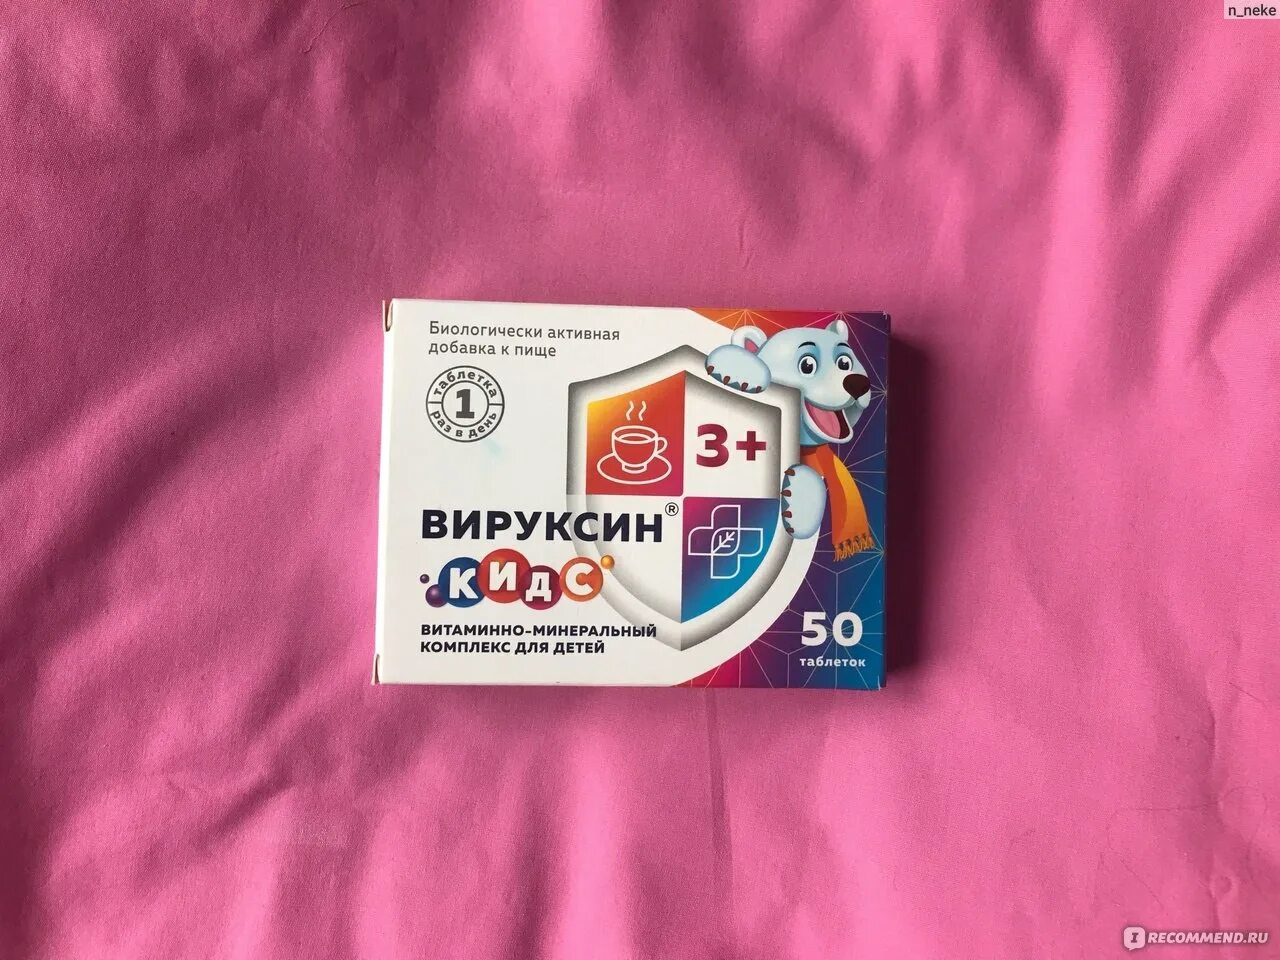 n_neke
Биологически активная
добавка к пище
таблетка
1
раз в день
3+
ВИРУКСИН®
КИДС
ВИТАМИННО-МИНЕРАЛЬНЫЙ
КОМПЛЕКС ДЛЯ ДЕТЕЙ
50
таблеток
IRECOMMEND.RU